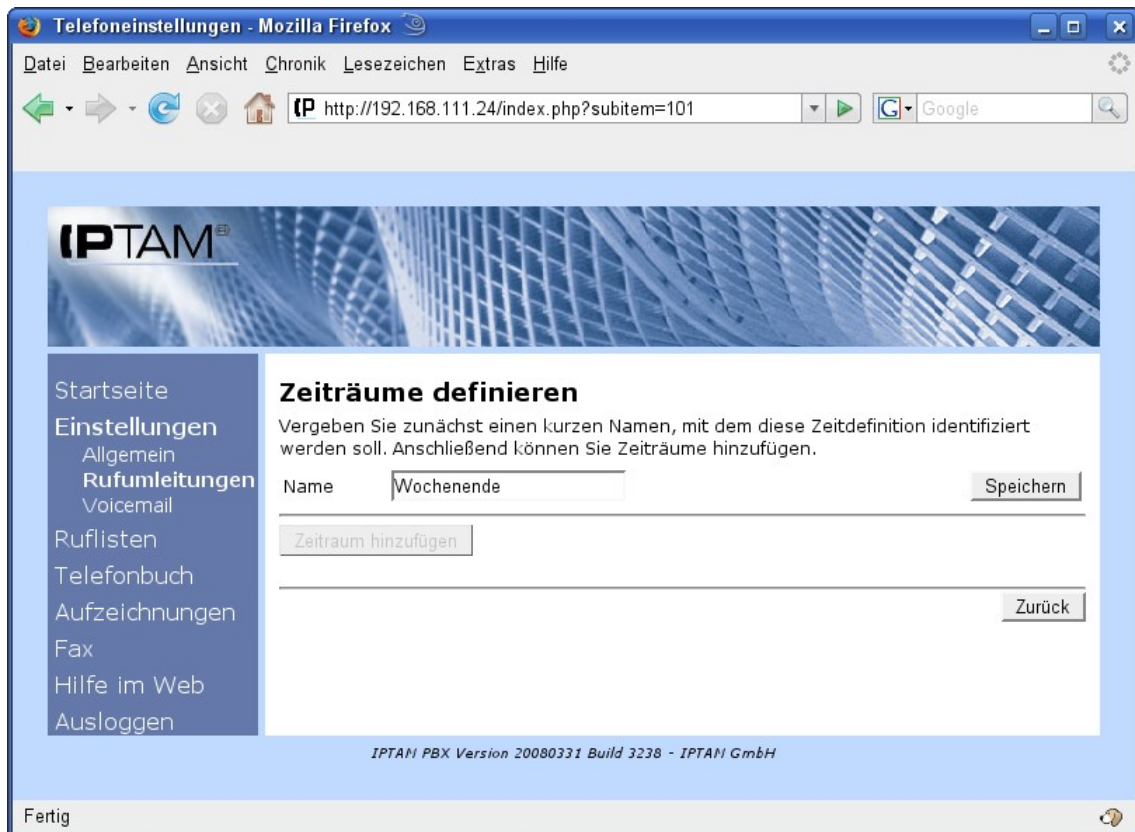 Telefoneinstellungen - Mozilla Firefox
Datei Bearbeiten Ansicht Chronik Lesezeichen Extras Hilfe
http://192.168.111.24/index.php?subitem=101 G Google
IPTAM®
Startseite
Einstellungen
Allgemein
Rufumleitungen
Voicemail
Ruflisten
Telefonbuch
Aufzeichnungen
Fax
Hilfe im Web
Ausloggen
Zeiträume definieren
Vergeben Sie zunächst einen kurzen Namen, mit dem diese Zeitdefinition identifiziert
werden soll. Anschließend können Sie Zeiträume hinzufügen.
Name Wochenende Speichern
Zeitraum hinzufügen
Zurück
IPTAM PBX Version 20080331 Build 3238 - IPTAM GmbH
Fertig